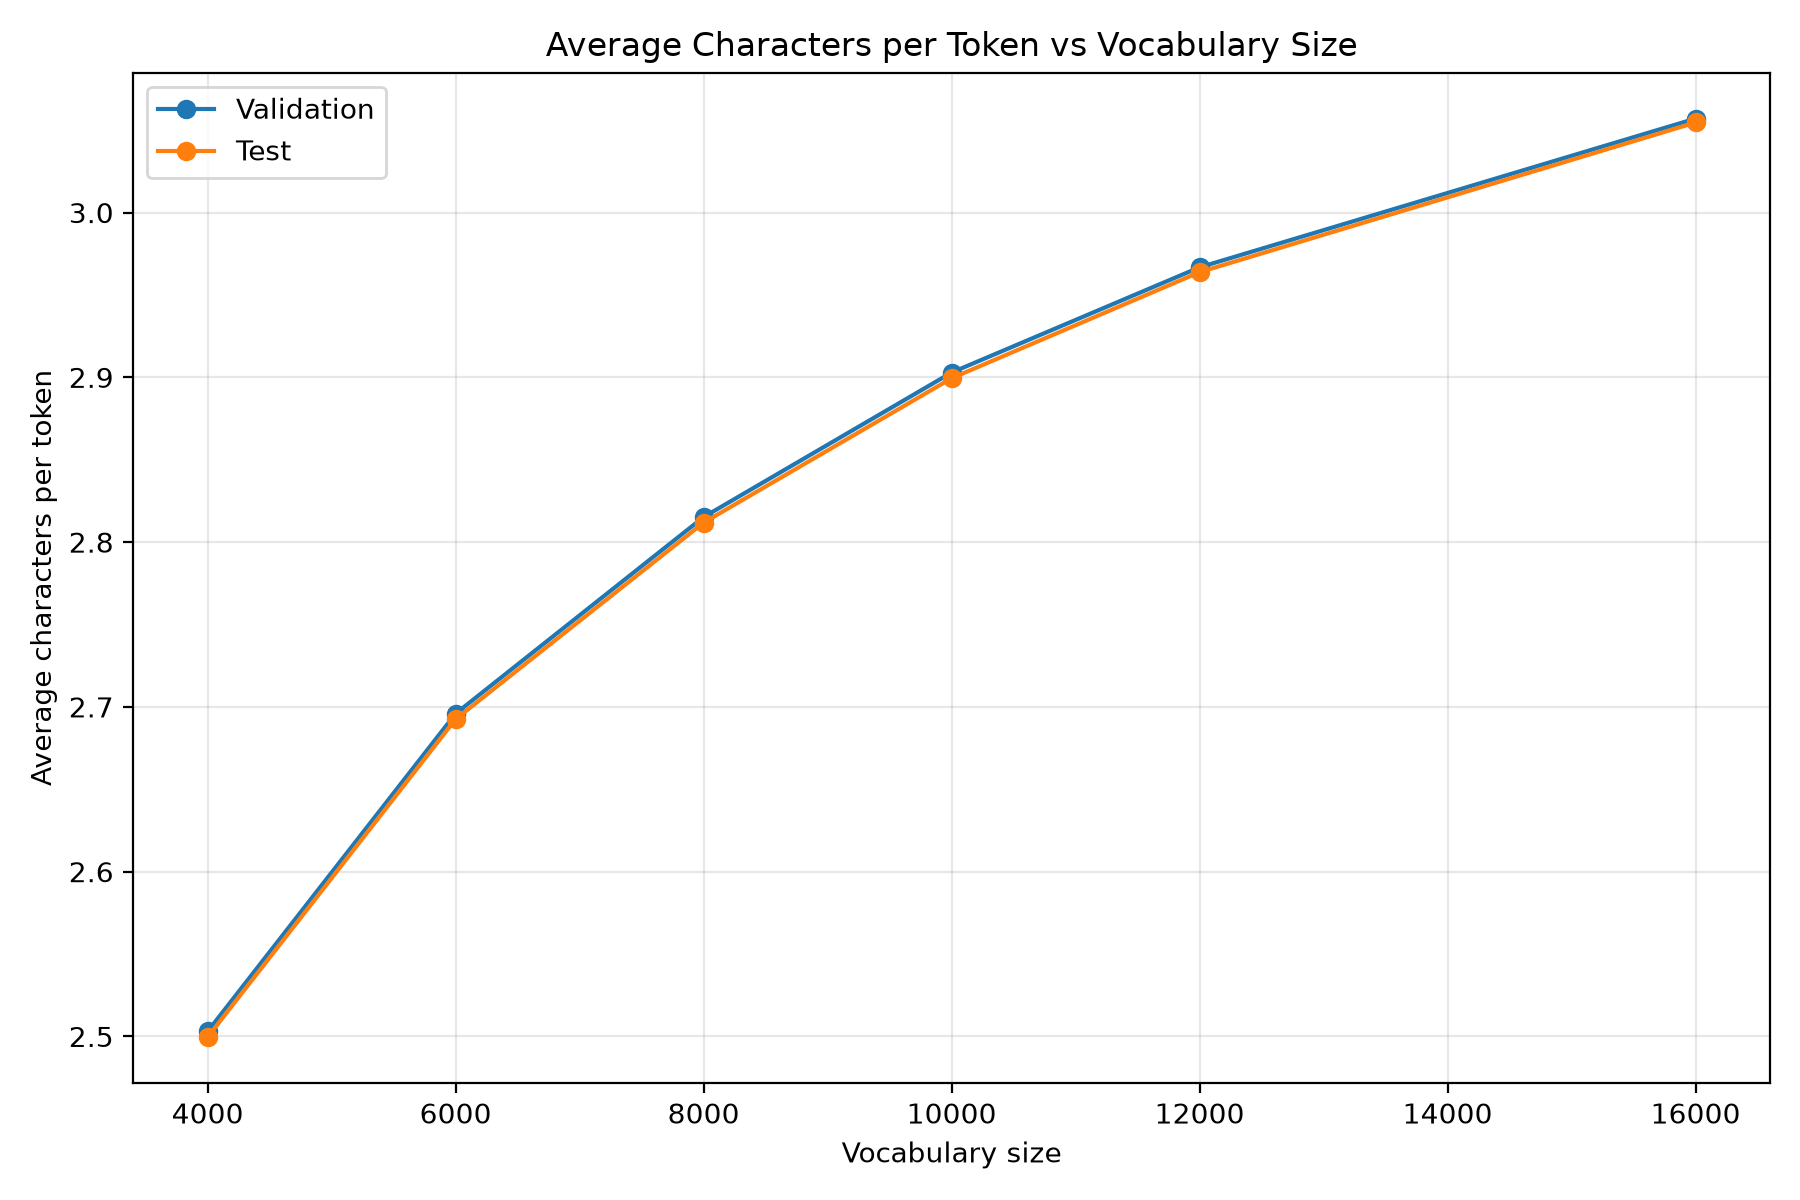 Average Characters per Token vs Vocabulary Size
Validation
Test
Average characters per token
3.0
2.9
2.8
2.7
2.6
2.5
4000 6000 8000 10000 12000 14000 16000
Vocabulary size